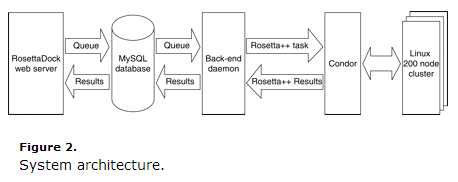 RosettaDock
web server
Queue
Results
MySQL
database
Queue
Results
Back-end
daemon
Rosetta++ task
Rosetta++ Results
Condor
Linux
200 node
cluster
Figure 2.
System architecture.